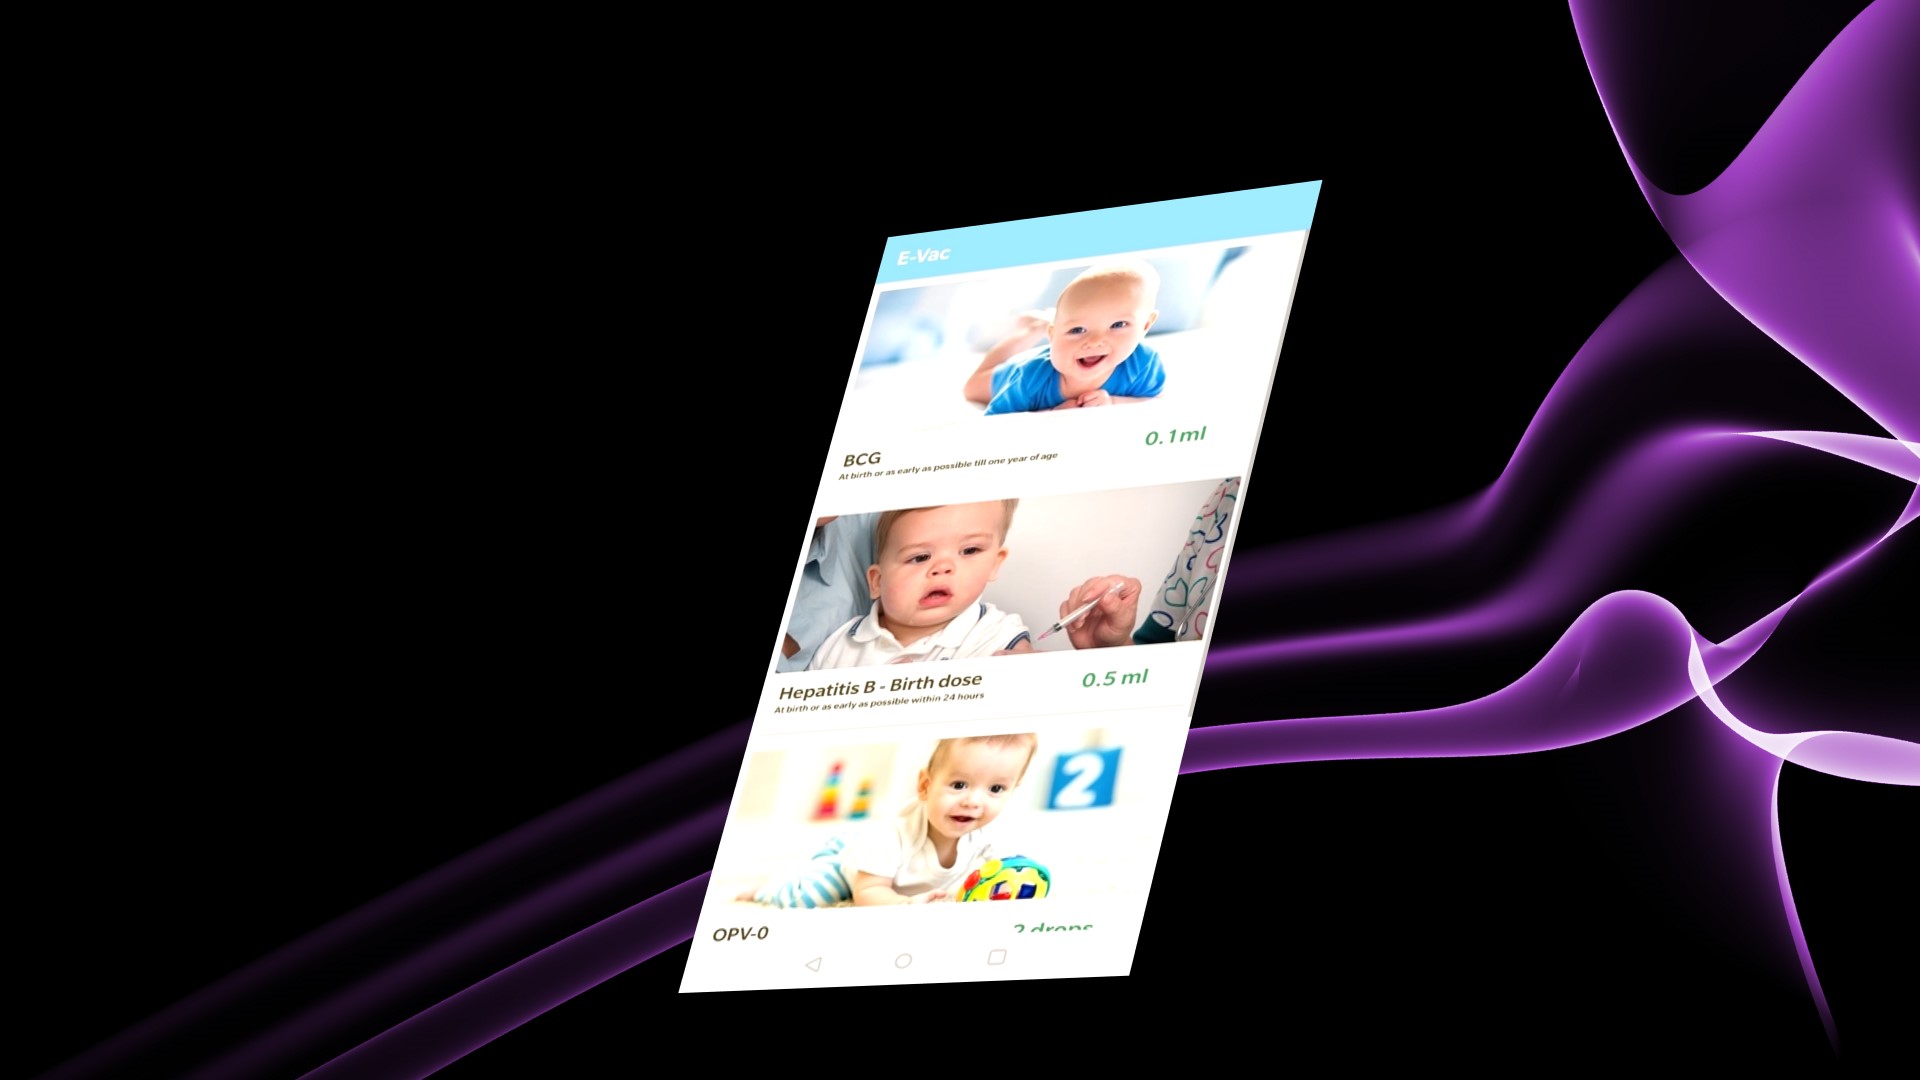 E-Vac
BCG
0.1ml
At birth or as early as possible till one year of age
2
Hepatitis B - Birth dose
0.5 ml
At birth or as early as possible within 24 hours
OPV-0
2 drops